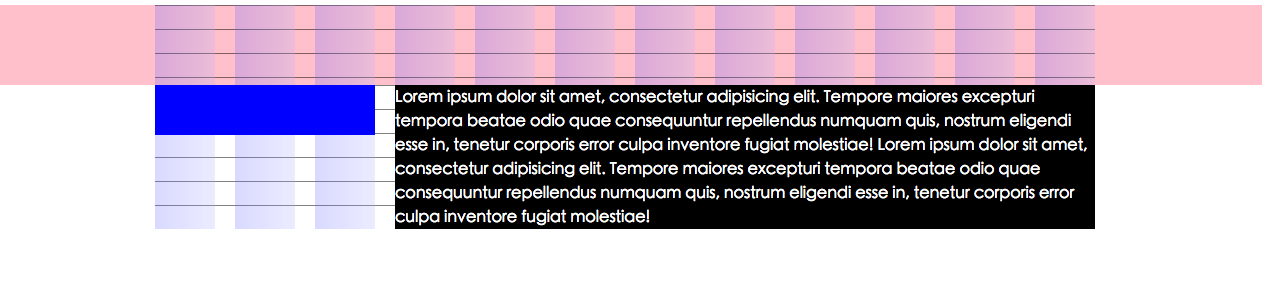 Lorem ipsum dolor sit amet, consectetur adipisicing elit. Tempore maiores excepturi
tempora beatae odio quae consequuntur repellendus numquam quis, nostrum eligendi
esse in, tenetur corporis error culpa inventore fugiat molestiae! Lorem ipsum dolor sit amet,
consectetur adipisicing elit. Tempore maiores excepturi tempora beatae odio quae
consequuntur repellendus numquam quis, nostrum eligendi esse in, tenetur corporis error
culpa inventore fugiat molestiae!